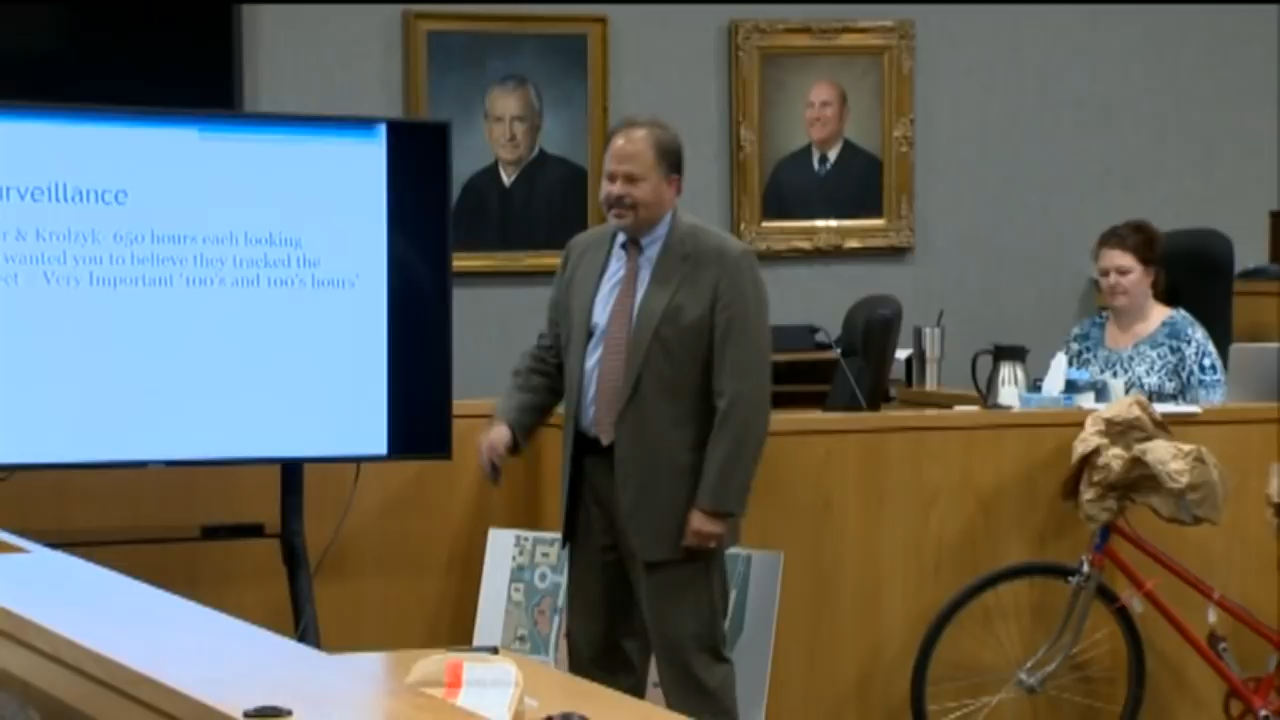 urveillance
r & Krolzyk 650 hours each looking
wanted you to believe they tracked the
ect – Very Important '100's and 100's hours'